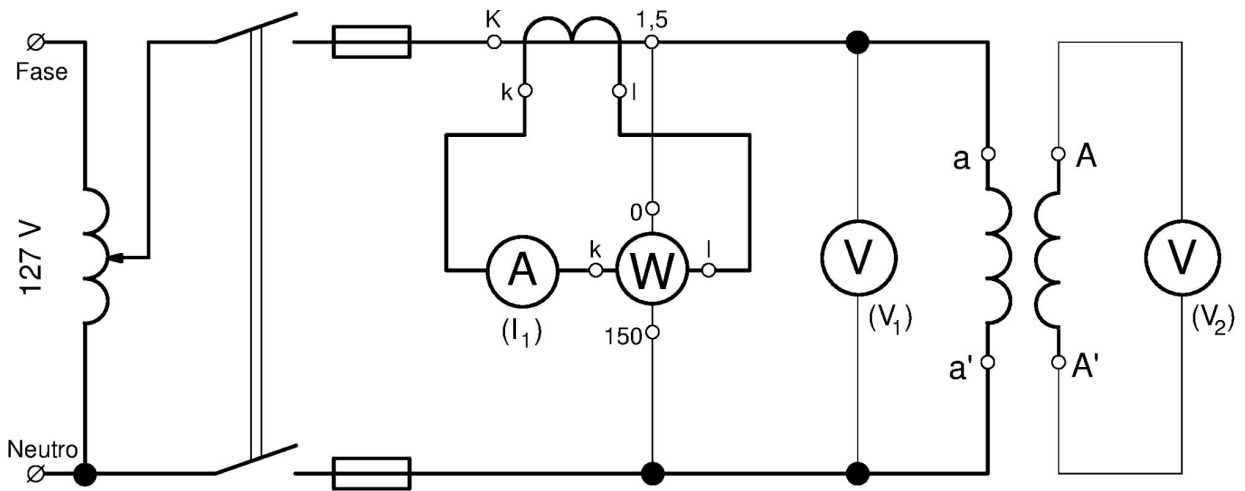 Fase
127 V
Neutro
K
1,5
k
l
0
A
(I₁)
k
W
l
150
V
(V₁)
a
a'
A
A'
V
(V₂)